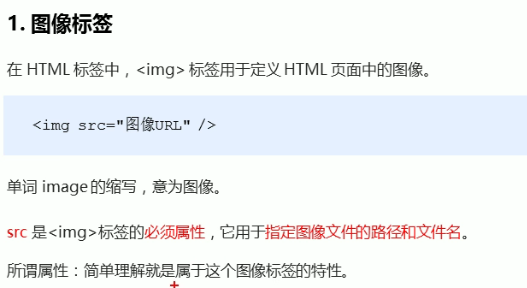 1. 图像标签
在 HTML 标签中，<img> 标签用于定义 HTML 页面中的图像。
<img src="图像URL" />
单词 image 的缩写，意为图像。
src 是<img>标签的必须属性，它用于指定图像文件的路径和文件名。
所谓属性：简单理解就是属于这个图像标签的特性。